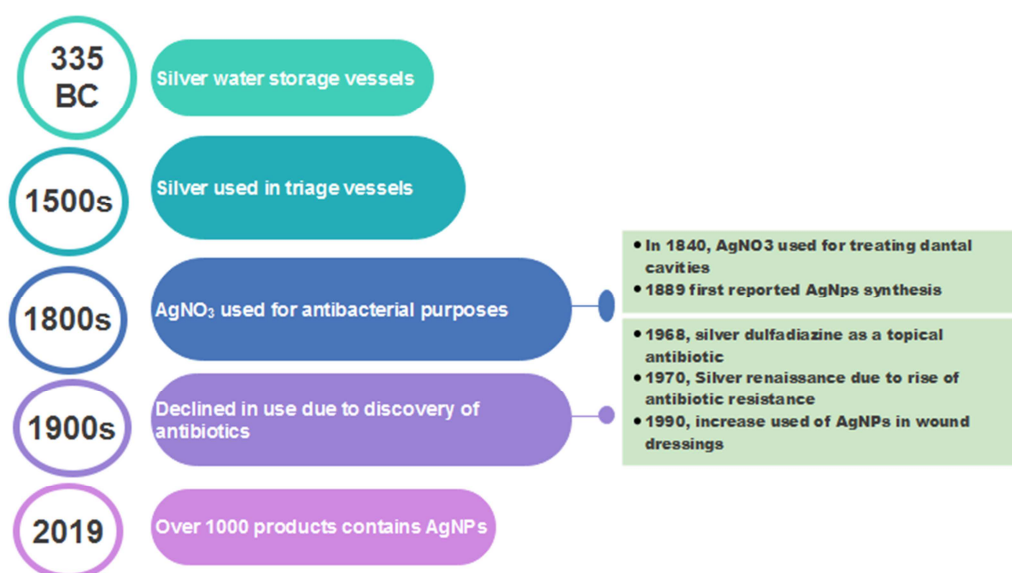 335
BC
Silver water storage vessels
1500s
Silver used in triage vessels
1800s
AgNO₃ used for antibacterial purposes
• In 1840, AgNO3 used for treating dantal
cavities
• 1889 first reported AgNps synthesis
1900s
Declined in use due to discovery of
antibiotics
• 1968, silver dulfadiazine as a topical
antibiotic
• 1970, Silver renaissance due to rise of
antibiotic resistance
• 1990, increase used of AgNPs in wound
dressings
2019
Over 1000 products contains AgNPs